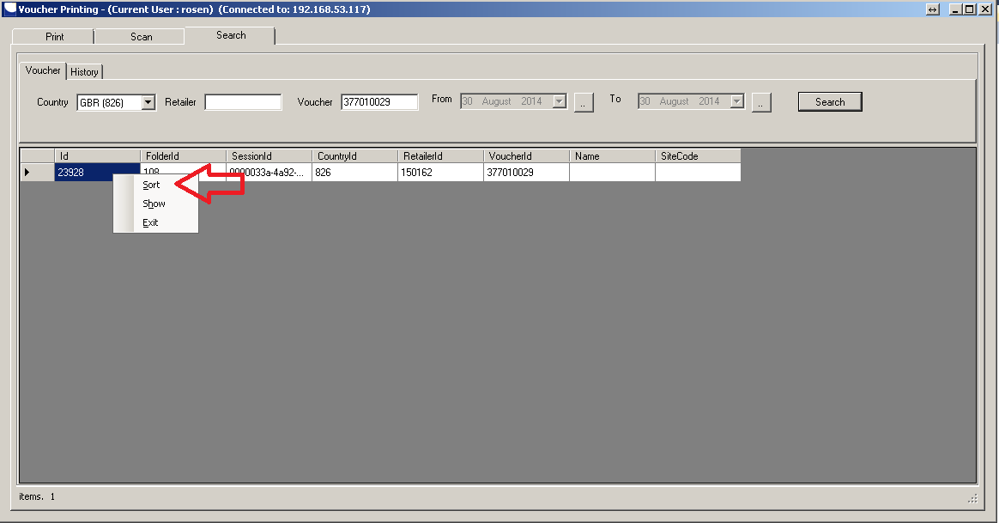 Voucher Printing - (Current User : rosen) (Connected to: 192.168.53.117)
Print Scan Search
Voucher History
Country GBR (826) Retailer Voucher 377010029 From 30 August 2014 .. To 30 August 2014 .. Search
Id FolderId SessionId CountryId RetailerId VoucherId Name SiteCode
23928 108 0000033a-4a92-... 826 150162 377010029
Sort
Show
Exit
items. 1